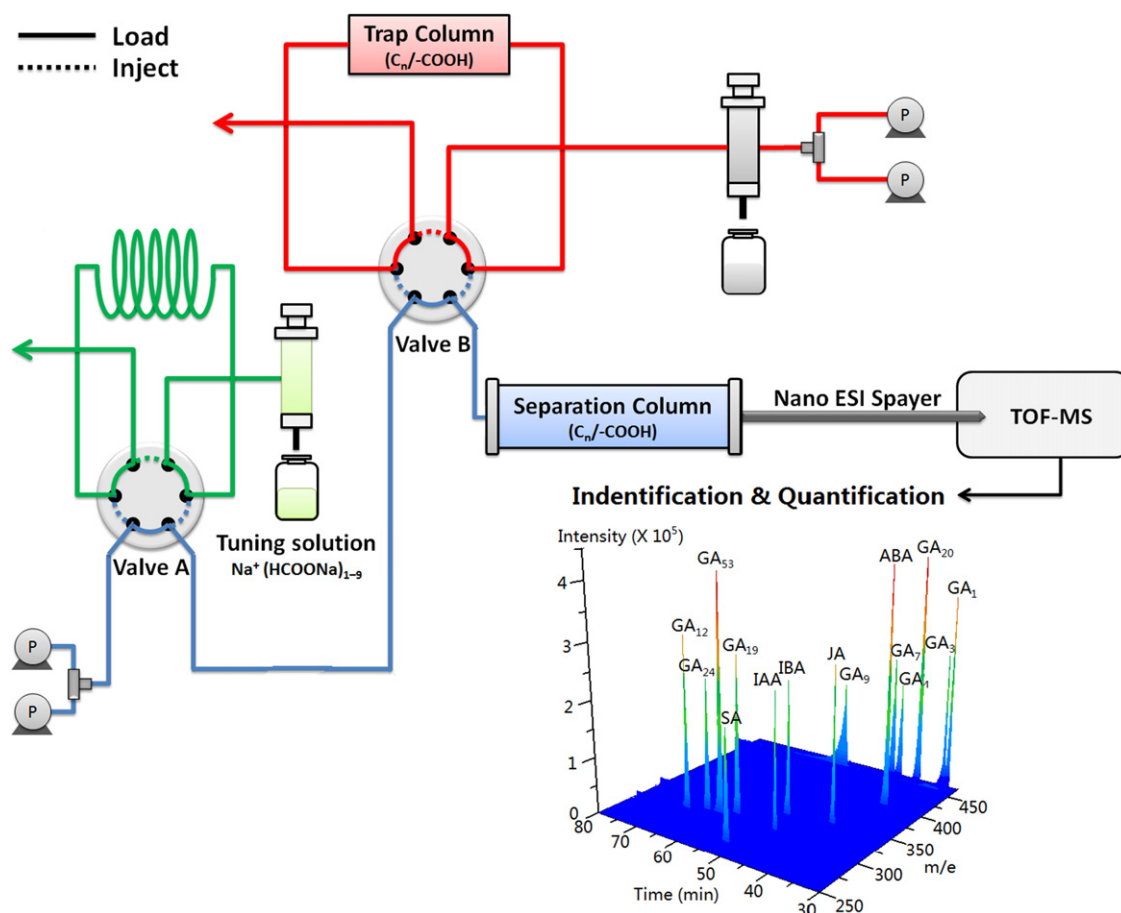 Load
Inject
Trap Column
(Cₙ/-COOH)
P
P
Valve B
Separation Column
(Cₙ/-COOH)
Nano ESI Spayer
TOF-MS
Valve A
Tuning solution
Na⁺ (HCOONa)₁₋₉
P
P
Indentification & Quantification
Intensity (X 10⁵)
4
3
2
1
0
GA₁₂
GA₂₄
GA₅₃
SA
GA₁₉
IAA
IBA
JA
GA₉
ABA
GA₇
GA₄
GA₂₀
GA₃
GA₁
80
70
60
50
40
30
Time (min)
250
300
350
400
450
m/e